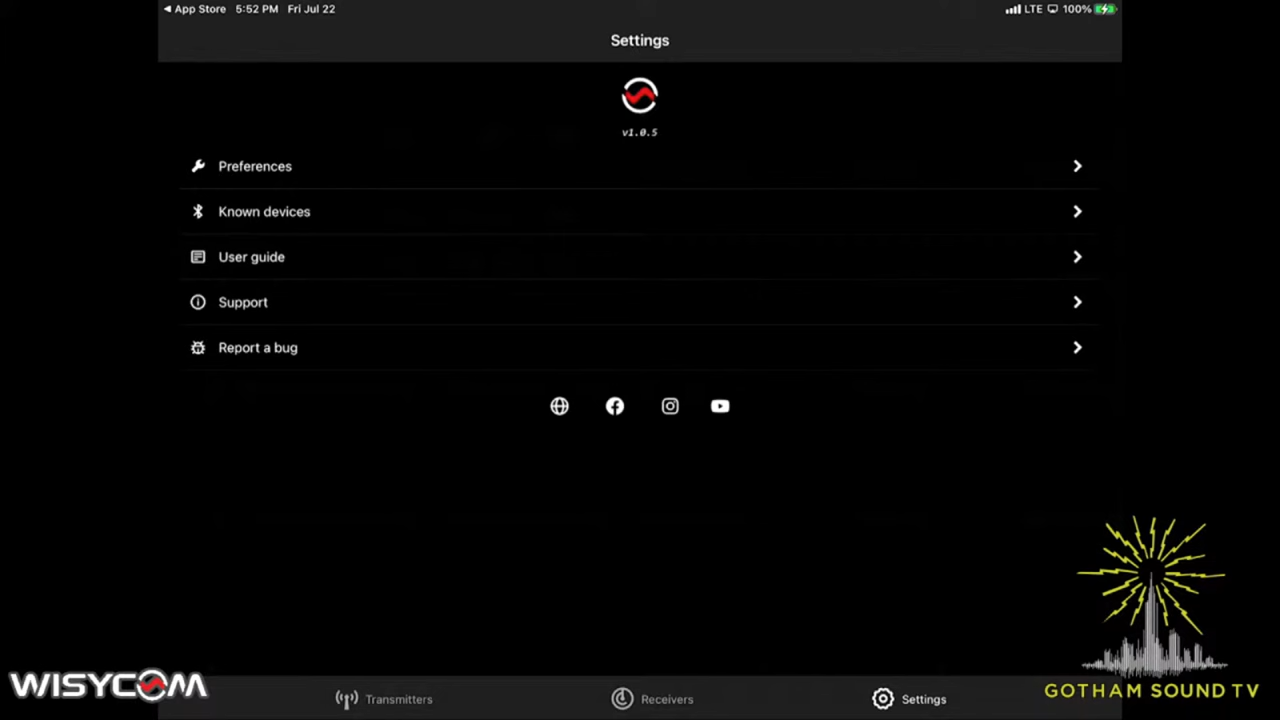 App Store 5:52 PM Fri Jul 22
LTE 100%
Settings
v1.0.5
Preferences
Known devices
User guide
Support
Report a bug
WISYCOM
Transmitters
Receivers
Settings
GOTHAM SOUND TV